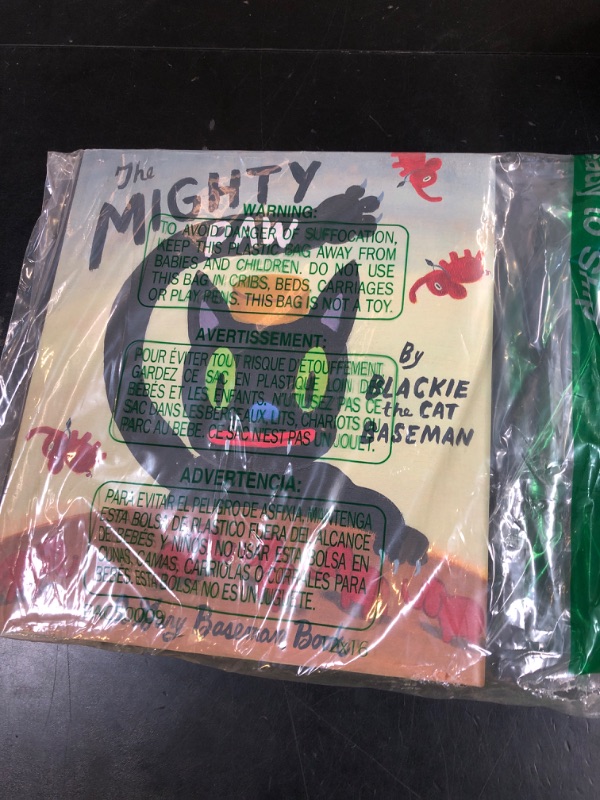 The
MIGHTY
WARNING:
TO AVOID DANGER OF SUFFOCATION,
KEEP THIS PLASTIC BAG AWAY FROM
BABIES AND CHILDREN. DO NOT USE
THIS BAG IN CRIBS, BEDS, CARRIAGES
OR PLAY PENS. THIS BAG IS NOT A TOY.
AVERTISSEMENT:
POUR ÉVITER TOUT RISQUE D'ÉTOUFFEMENT,
GARDEZ CE SAC EN PLASTIQUE LOIN DE
BÉBÉS ET LES ENFANTS. N'UTILISEZ PAS CE
SAC DANS LES BERCEAUX, LITS, CHARIOTS
PARC AU BÉBÉ. CE SAC N'EST PAS UN JOUET.
By
BLACKIE
the CAT
BASEMAN
ADVERTENCIA:
PARA EVITAR EL PELIGRO DE ASFIXIA, MANTENGA
ESTA BOLSA DE PLASTICO FUERA DEL ALCANCE
DE BEBÉS Y NIÑOS. NO USAR ESTA BOLSA EN
CUNAS, CAMAS, CARRIOLAS O CORRALES PARA
BEBÉS. ESTA BOLSA NO ES UN JUGUETE.
Baseman
to Ship